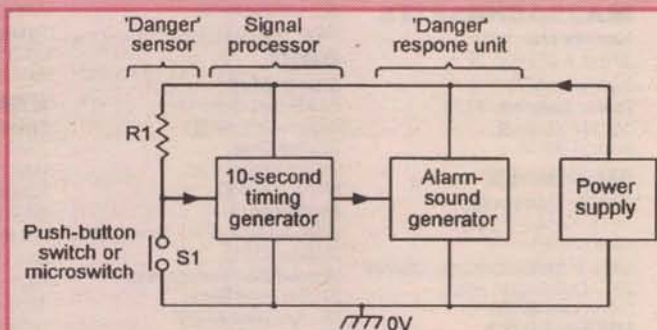 'Danger'
sensor
Signal
processor
'Danger'
respone unit
R1
10-second
timing
generator
Alarm-
sound
generator
Power
supply
Push-button
switch or
microswitch
S1
0V